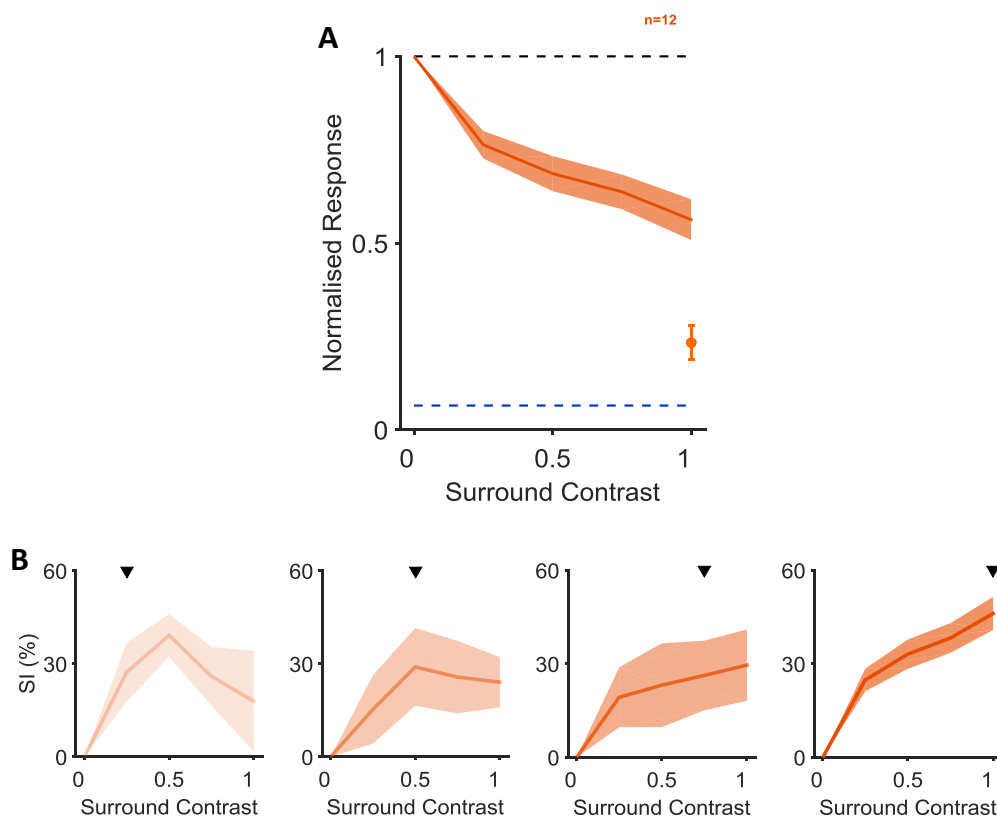 n=12
A
Normalised Response
1
0.5
0
0 0.5 1
Surround Contrast
B
SI (%)
60 60 60 60
30 30 30 30
0 0 0 0
0 0.5 1 0 0.5 1 0 0.5 1 0 0.5 1
Surround Contrast Surround Contrast Surround Contrast Surround Contrast